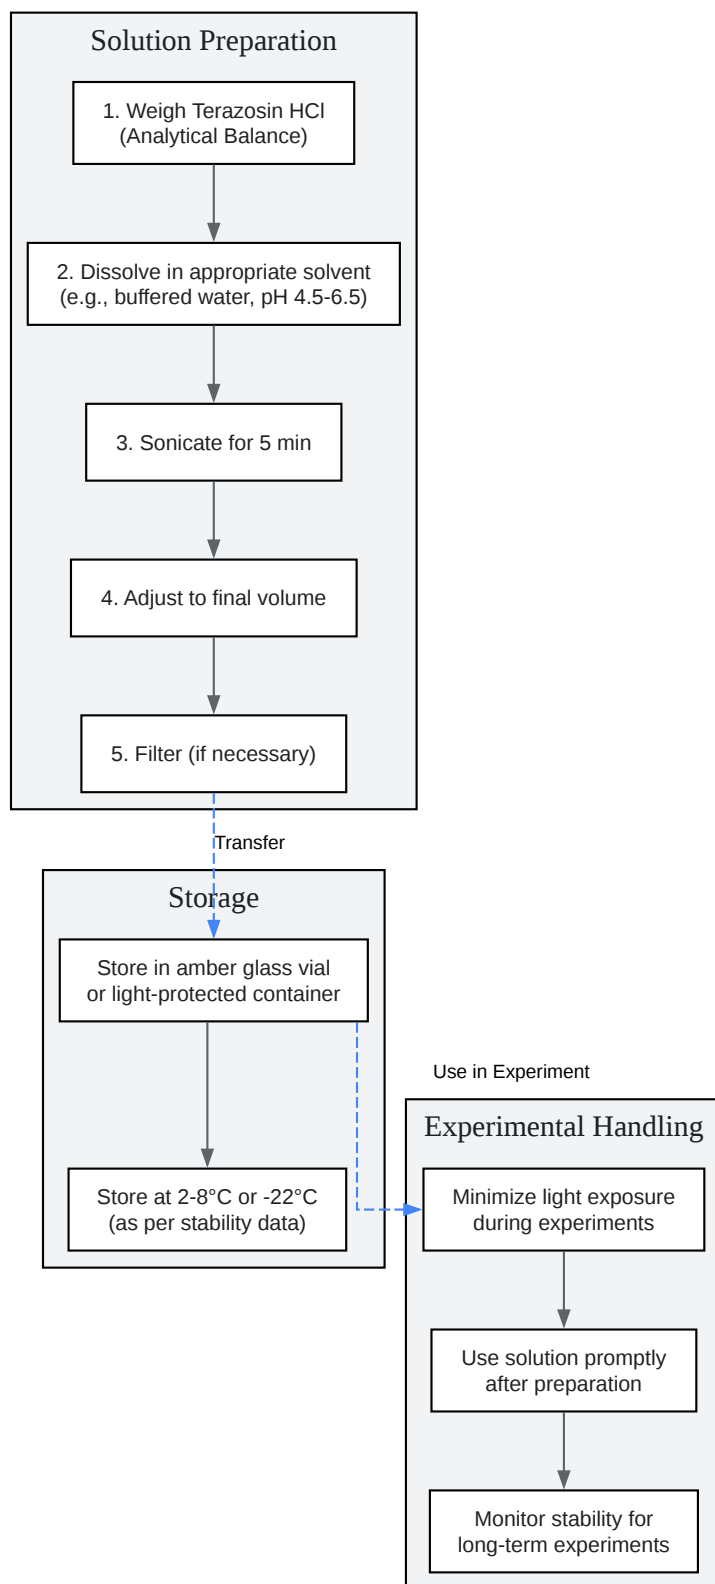 Solution Preparation
1. Weigh Terazosin HCl
(Analytical Balance)
2. Dissolve in appropriate solvent
(e.g., buffered water, pH 4.5-6.5)
3. Sonicate for 5 min
4. Adjust to final volume
5. Filter (if necessary)
Transfer
Storage
Store in amber glass vial
or light-protected container
Store at 2-8°C or -22°C
(as per stability data)
Use in Experiment
Experimental Handling
Minimize light exposure
during experiments
Use solution promptly
after preparation
Monitor stability for
long-term experiments